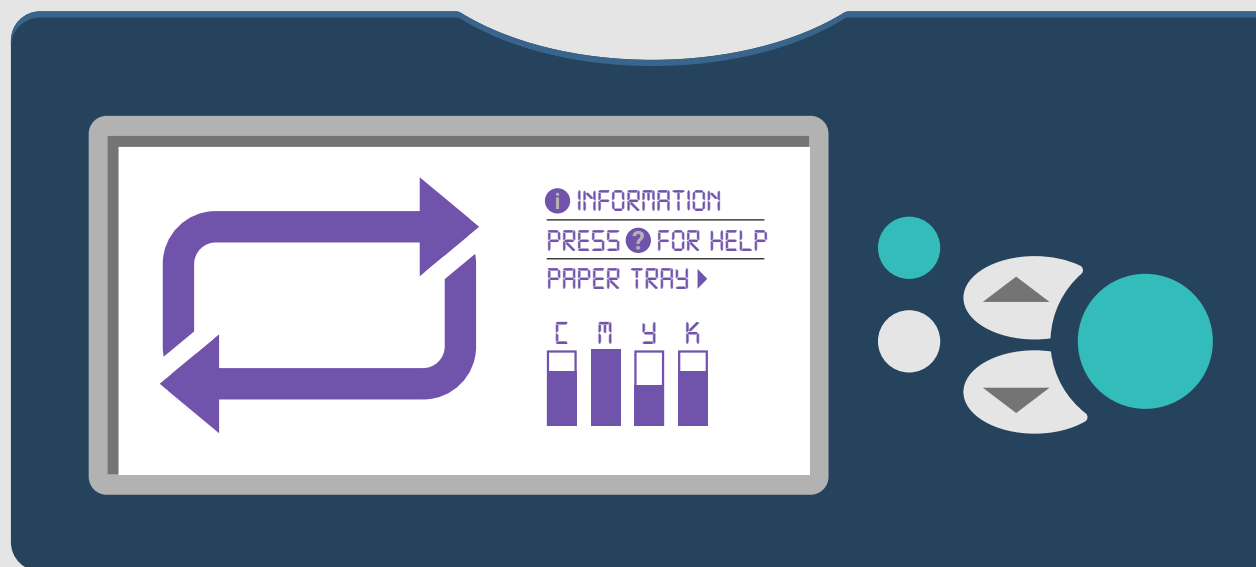 i INFORMATION
PRESS ? FOR HELP
PAPER TRAY
C M Y K